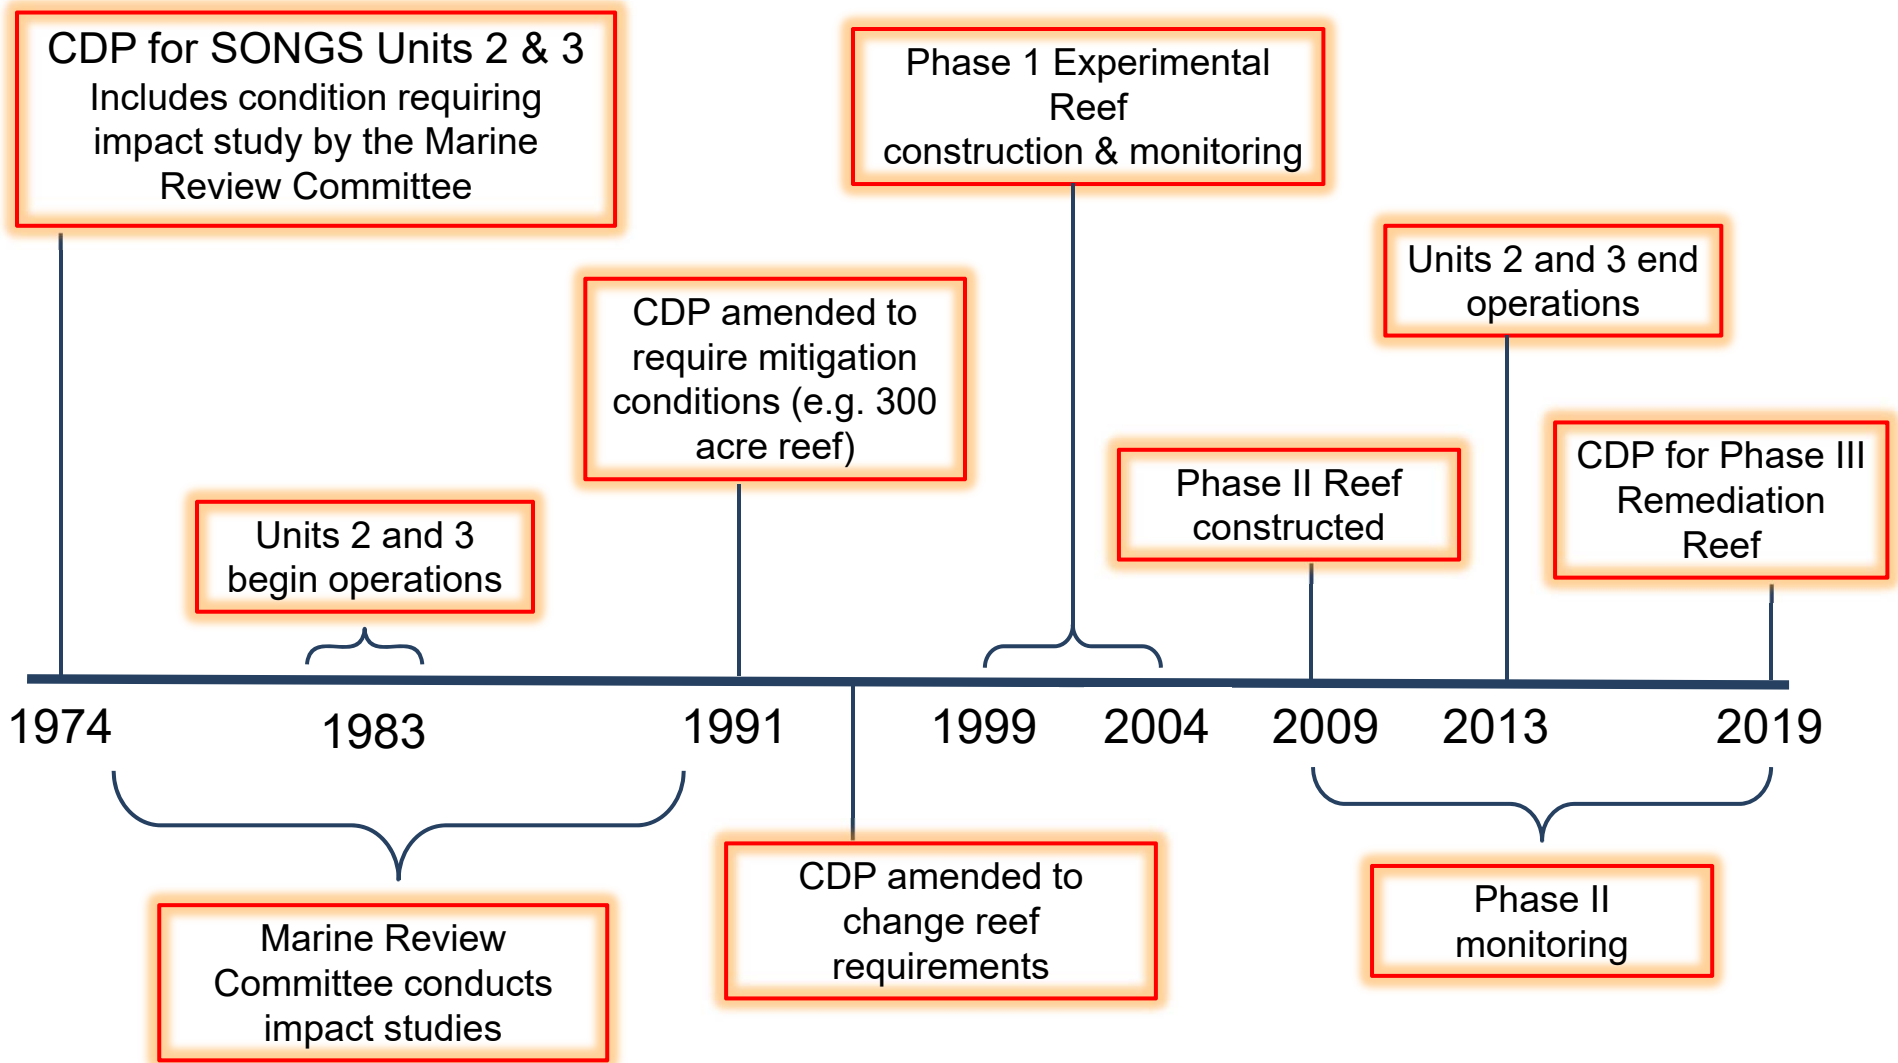 CDP for SONGS Units 2 & 3
Includes condition requiring
impact study by the Marine
Review Committee
Phase 1 Experimental
Reef
construction & monitoring
Units 2 and 3 end
operations
CDP amended to
require mitigation
conditions (e.g. 300
acre reef)
CDP for Phase III
Remediation
Reef
Phase II Reef
constructed
Units 2 and 3
begin operations
1974
1983
1991
1999
2004
2009
2013
2019
CDP amended to
change reef
requirements
Phase II
monitoring
Marine Review
Committee conducts
impact studies